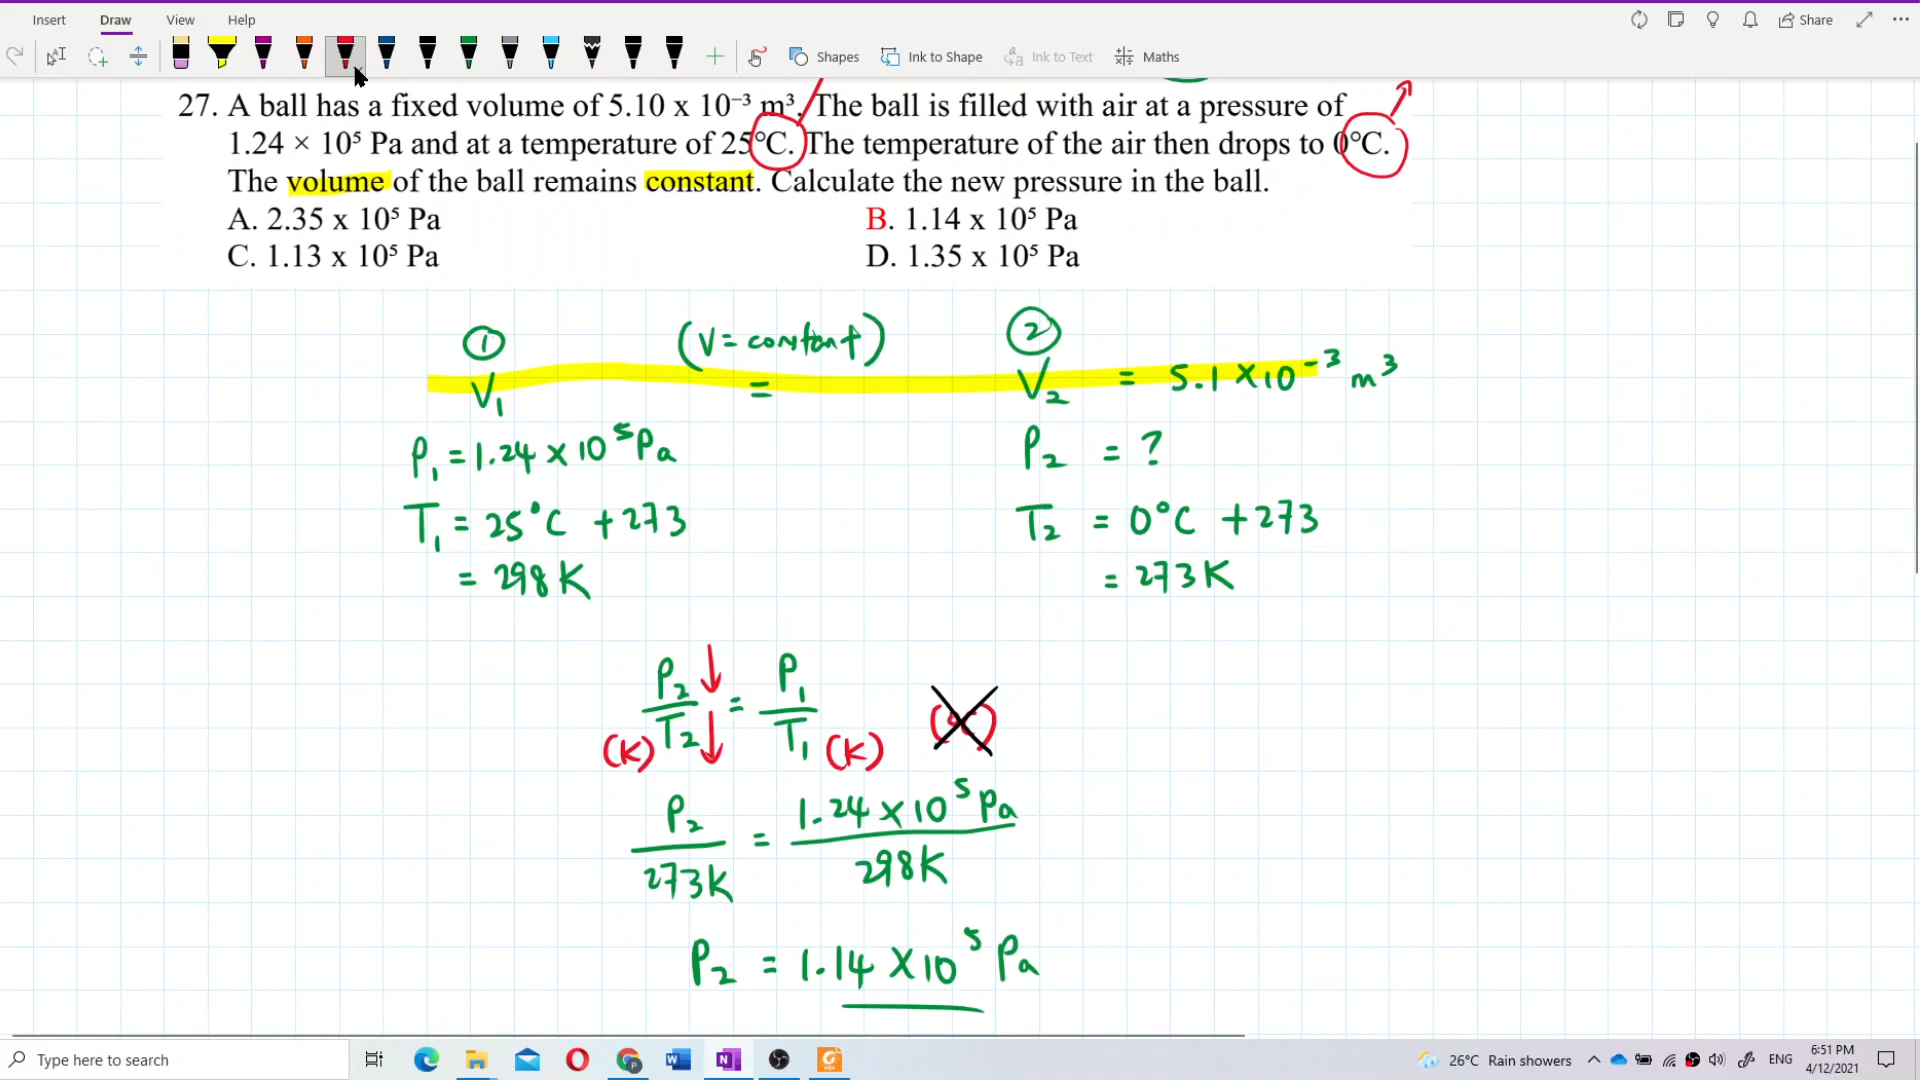 Insert Draw View Help
Share
Shapes Ink to Shape Ink to Text Maths
27. A ball has a fixed volume of 5.10 x 10⁻³ m³. The ball is filled with air at a pressure of
1.24 × 10⁵ Pa and at a temperature of 25°C. The temperature of the air then drops to 0°C.
The volume of the ball remains constant. Calculate the new pressure in the ball.
A. 2.35 x 10⁵ Pa B. 1.14 x 10⁵ Pa
C. 1.13 x 10⁵ Pa D. 1.35 x 10⁵ Pa
① (V = constant) ②
V₁ = V₂ = 5.1 × 10⁻³ m³
P₁ = 1.24 × 10⁵ Pa P₂ = ?
T₁ = 25°C + 273 T₂ = 0°C + 273
= 298 K = 273 K
P₂ ↓ = P₁
(K) T₂ ↓ T₁ (K)
P₂ = 1.24 × 10⁵ Pa
273 K 298 K
P₂ = 1.14 × 10⁵ Pa
Type here to search
26°C Rain showers
ENG
6:51 PM
4/12/2021